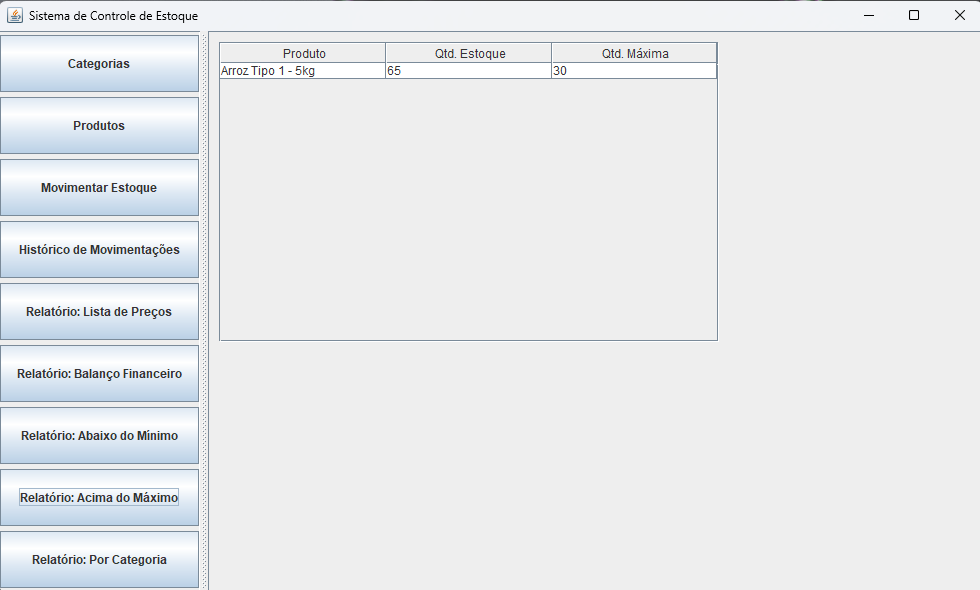 Sistema de Controle de Estoque
Categorias
Produtos
Movimentar Estoque
Histórico de Movimentações
Relatório: Lista de Preços
Relatório: Balanço Financeiro
Relatório: Abaixo do Mínimo
Relatório: Acima do Máximo
Relatório: Por Categoria
Produto Qtd. Estoque Qtd. Máxima
Arroz Tipo 1 - 5kg 65 30